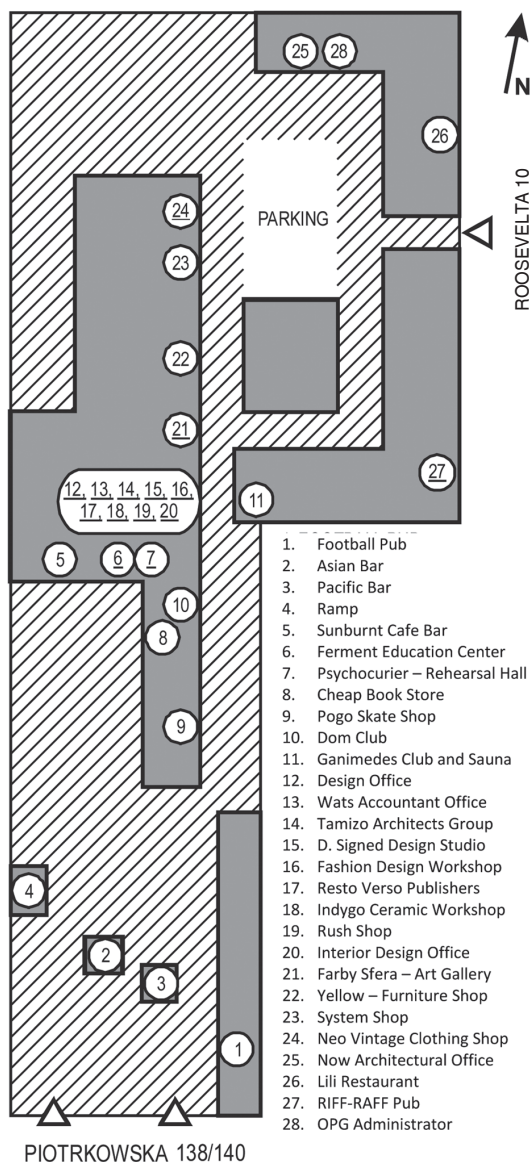 25 28
N
26
ROOSEVELTA 10
24
PARKING
23
22
21
12, 13, 14, 15, 16,
17, 18, 19, 20
27
11
5 6 7
10
8
9
4
2
3
1
1. Football Pub
2. Asian Bar
3. Pacific Bar
4. Ramp
5. Sunburnt Cafe Bar
6. Ferment Education Center
7. Psychocurier – Rehearsal Hall
8. Cheap Book Store
9. Pogo Skate Shop
10. Dom Club
11. Ganimedes Club and Sauna
12. Design Office
13. Wats Accountant Office
14. Tamizo Architects Group
15. D. Signed Design Studio
16. Fashion Design Workshop
17. Resto Verso Publishers
18. Indygo Ceramic Workshop
19. Rush Shop
20. Interior Design Office
21. Farby Sfera – Art Gallery
22. Yellow – Furniture Shop
23. System Shop
24. Neo Vintage Clothing Shop
25. Now Architectural Office
26. Lili Restaurant
27. RIFF-RAFF Pub
28. OPG Administrator
PIOTRKOWSKA 138/140